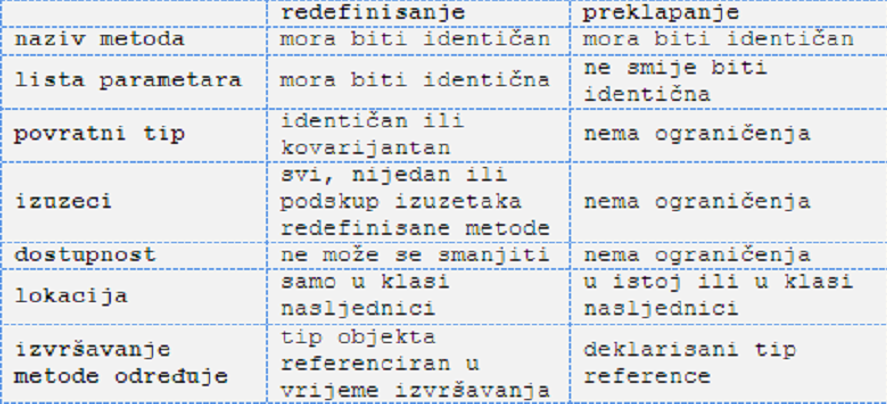 redefinisanje preklapanje
naziv metoda mora biti identičan mora biti identičan
lista parametara mora biti identična ne smije biti
identična
povratni tip identičan ili
kovarijantan nema ograničenja
izuzeci svi, nijedan ili
podskup izuzetaka
redefinisane metode nema ograničenja
dostupnost ne može se smanjiti nema ograničenja
lokacija samo u klasi
nasljednici u istoj ili u klasi
nasljednici
izvršavanje
metode određuje tip objekta
referenciran u
vrijeme izvršavanja deklarisani tip
reference